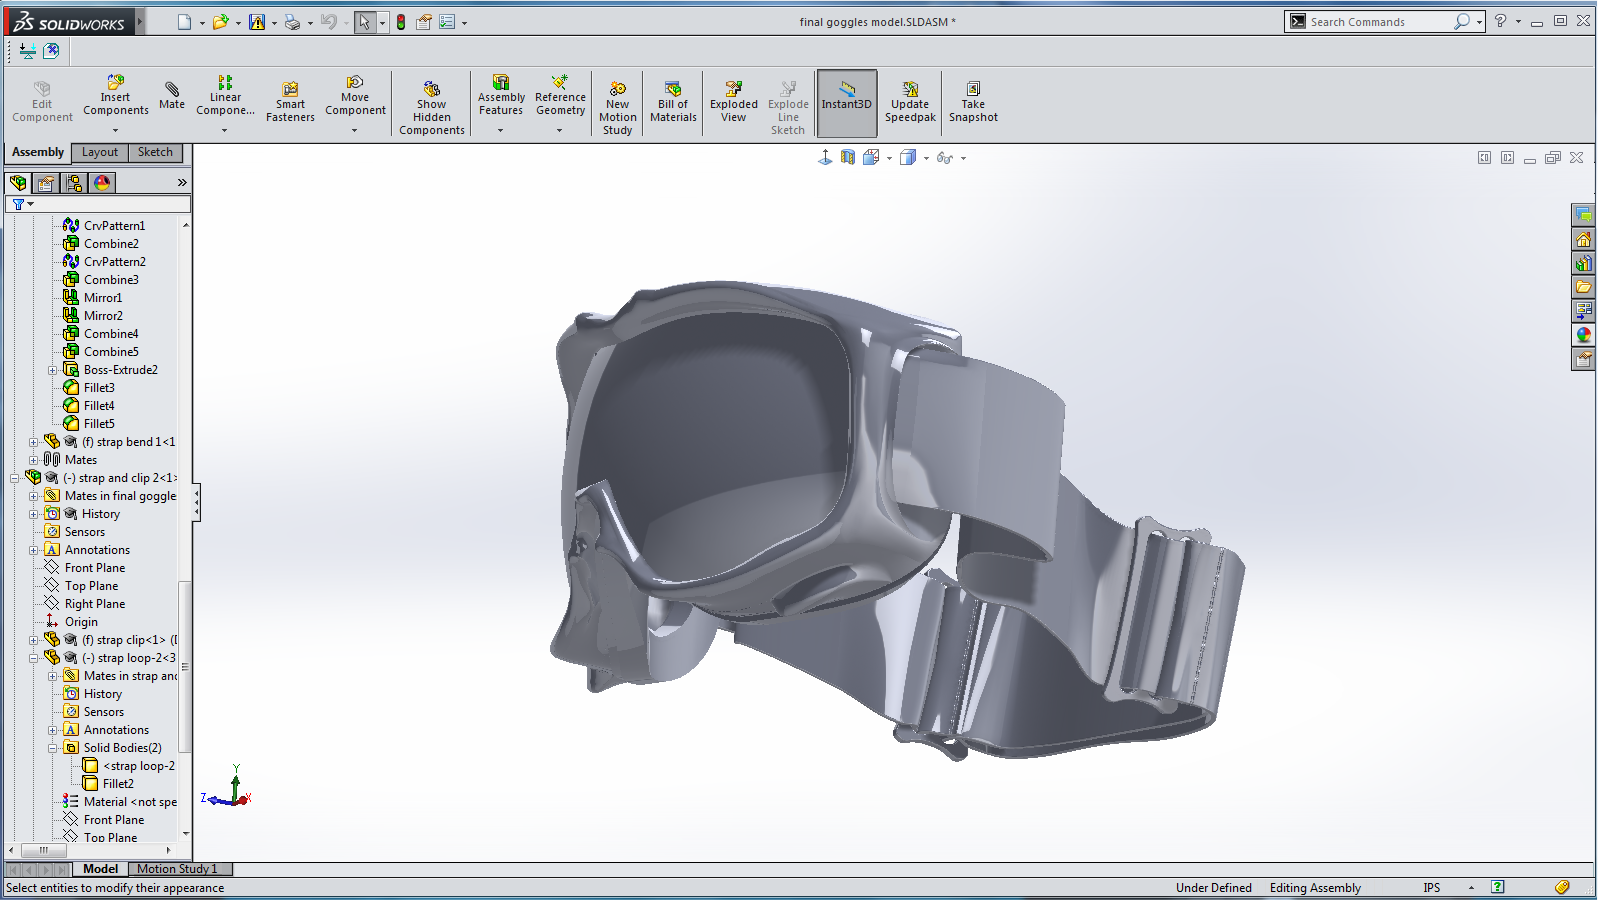 SOLIDWORKS
final goggles model.SLDASM *
Search Commands
Edit Component
Insert Components
Mate
Linear Compone...
Smart Fasteners
Move Component
Show Hidden Components
Assembly Features
Reference Geometry
New Motion Study
Bill of Materials
Exploded View
Explode Line Sketch
Instant3D
Update Speedpak
Take Snapshot
Assembly Layout Sketch
CrvPattern1
Combine2
CrvPattern2
Combine3
Mirror1
Mirror2
Combine4
Combine5
Boss-Extrude2
Fillet3
Fillet4
Fillet5
(f) strap bend 1<1
Mates
(-) strap and clip 2<1>
Mates in final goggle
History
Sensors
Annotations
Front Plane
Top Plane
Right Plane
Origin
(f) strap clip<1> (D
(-) strap loop-2<3
Mates in strap and
History
Sensors
Annotations
Solid Bodies(2)
<strap loop-2
Fillet2
Material <not spe
Front Plane
Top Plane
Y
Z X
Model Motion Study 1
Select entities to modify their appearance
Under Defined Editing Assembly IPS